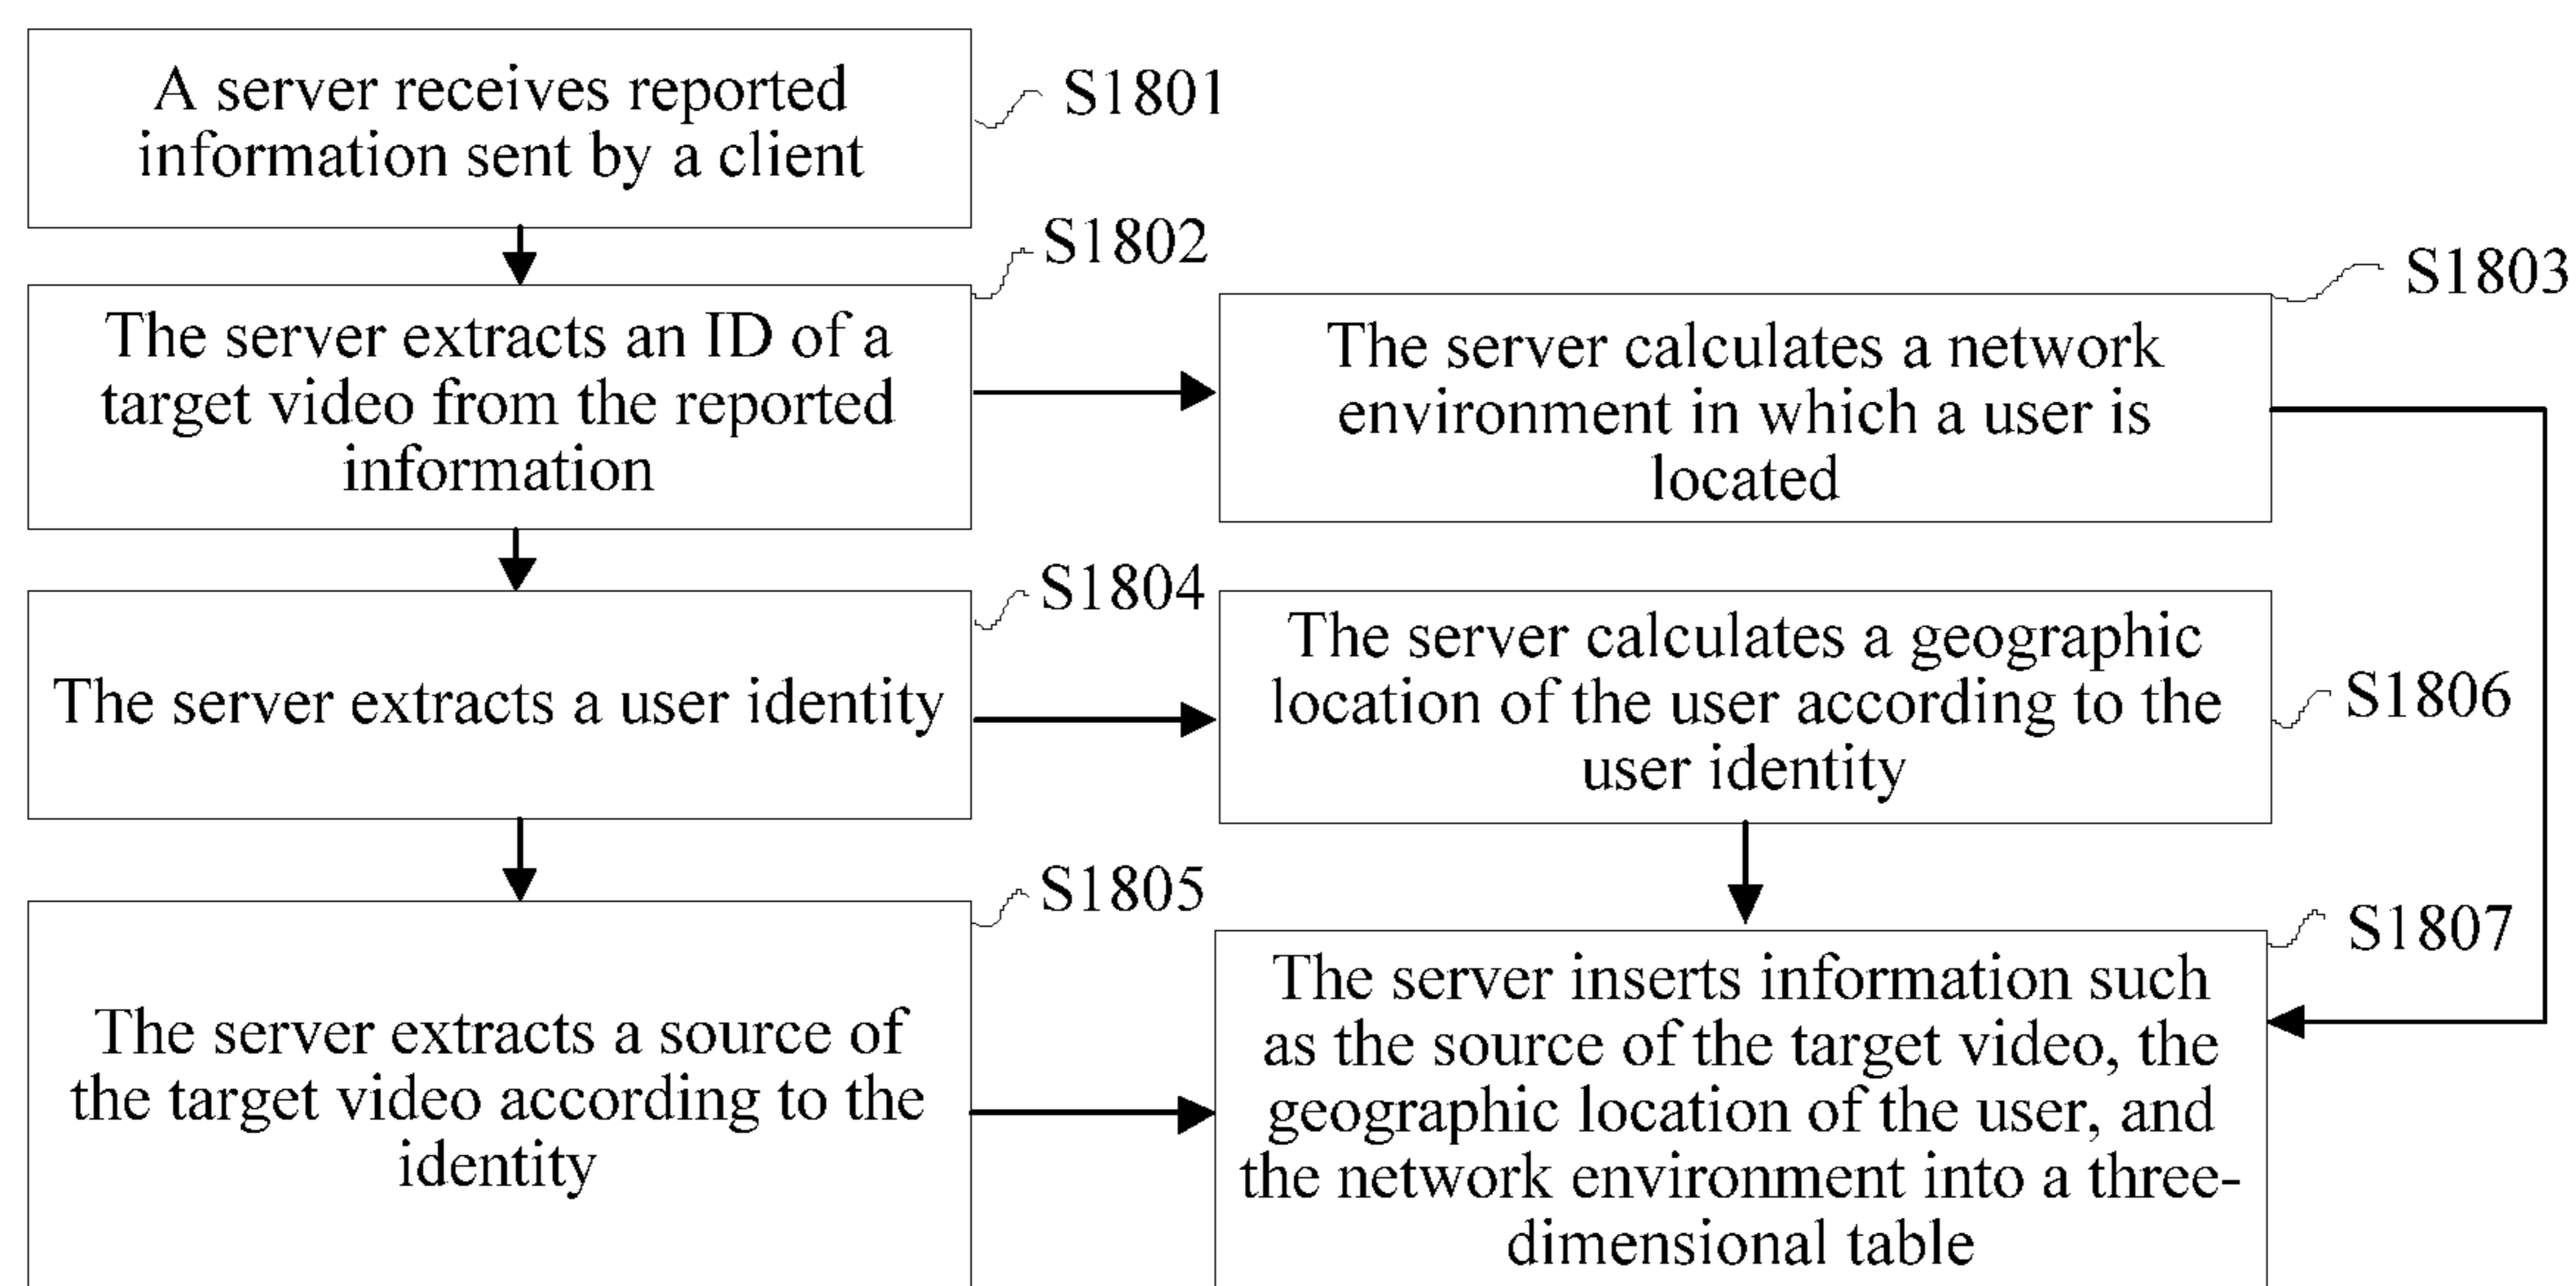 A server receives reported
information sent by a client
S1801
The server extracts an ID of a
target video from the reported
information
S1802
The server calculates a network
environment in which a user is
located
S1803
The server extracts a user identity
S1804
The server calculates a geographic
location of the user according to the
user identity
S1806
The server extracts a source of
the target video according to the
identity
S1805
The server inserts information such
as the source of the target video, the
geographic location of the user, and
the network environment into a three-
dimensional table
S1807